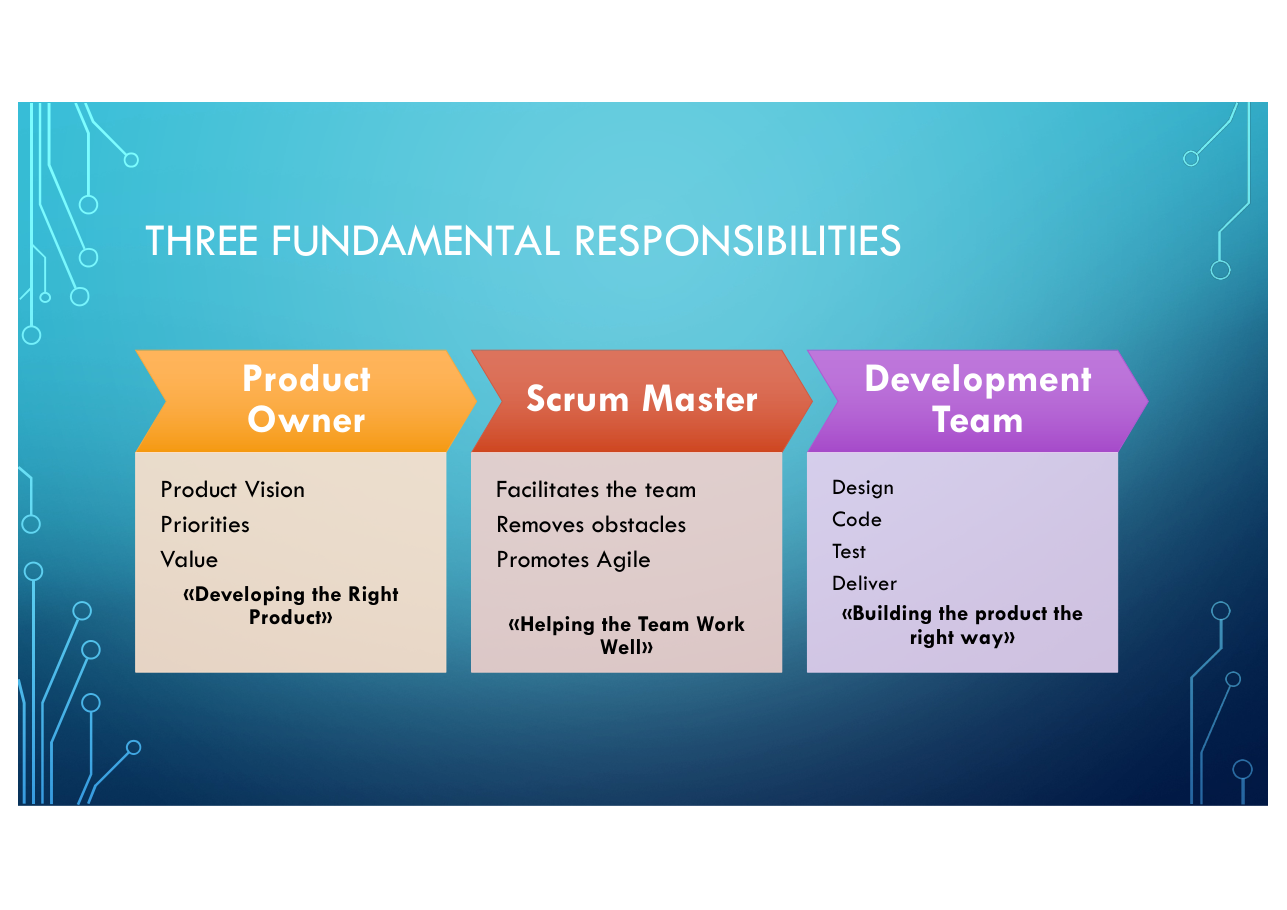 THREE FUNDAMENTAL RESPONSIBILITIES
Product
Owner
Product Vision
Priorities
Value
«Developing the Right
Product»
Scrum Master
Facilitates the team
Removes obstacles
Promotes Agile
«Helping the Team Work
Well»
Development
Team
Design
Code
Test
Deliver
«Building the product the
right way»